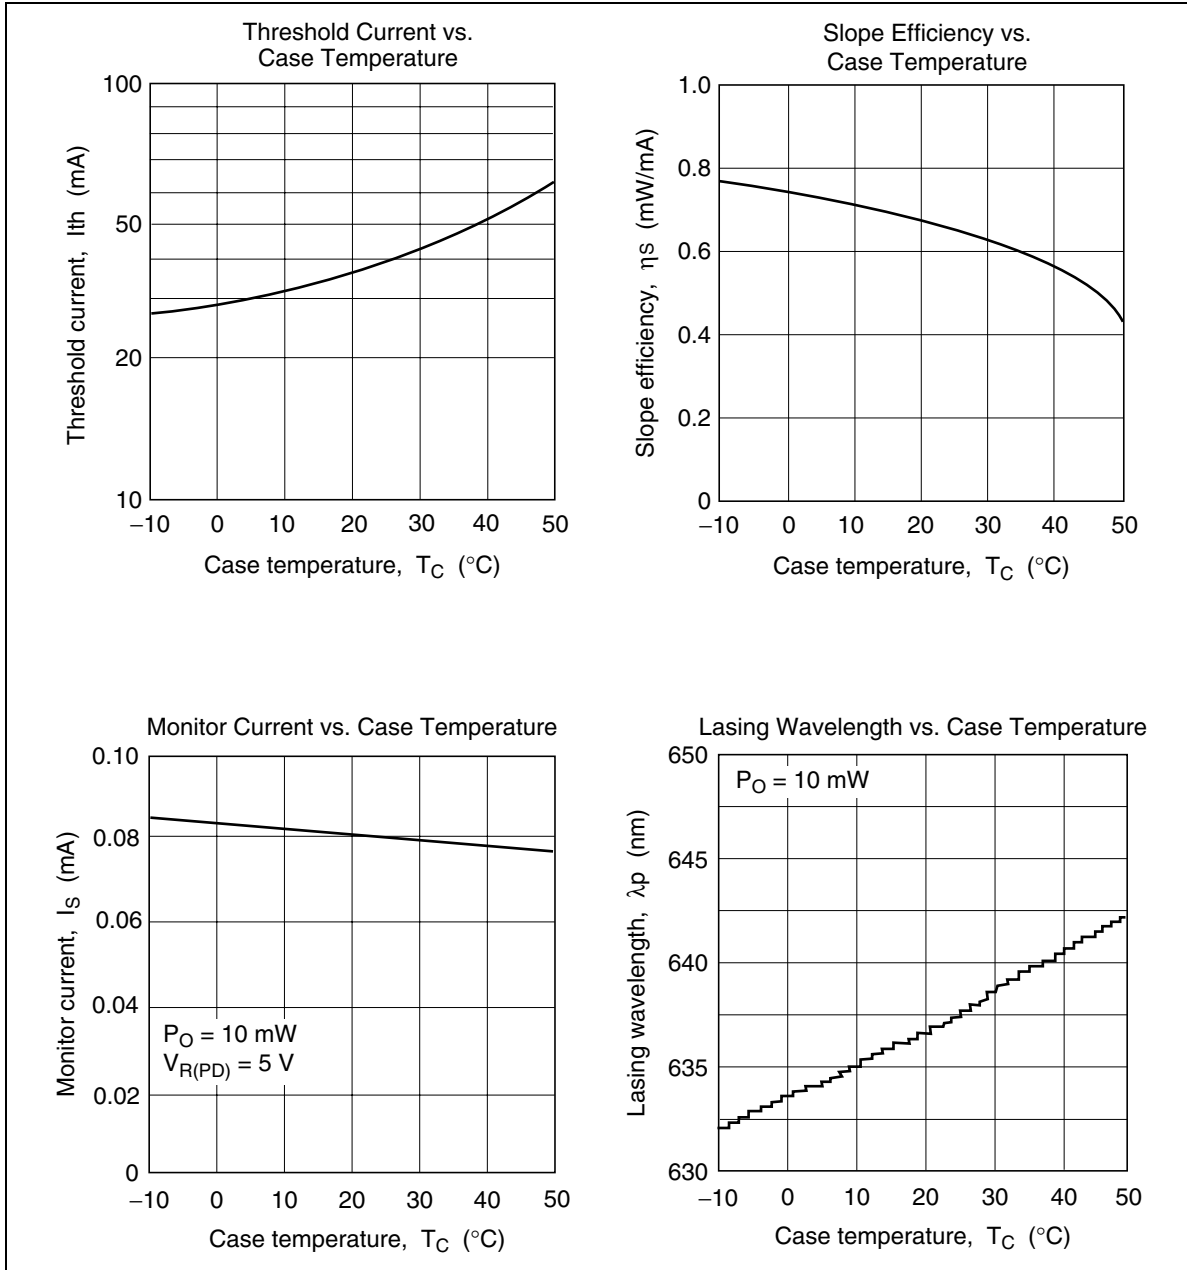 Threshold Current vs.
Case Temperature
100
50
20
10
Threshold current, Ith (mA)
−10 0 10 20 30 40 50
Case temperature, TC (°C)
Slope Efficiency vs.
Case Temperature
1.0
0.8
0.6
0.4
0.2
0
Slope efficiency, ηs (mW/mA)
−10 0 10 20 30 40 50
Case temperature, TC (°C)
Monitor Current vs. Case Temperature
0.10
0.08
0.06
0.04
0.02
0
Monitor current, IS (mA)
PO = 10 mW
VR(PD) = 5 V
−10 0 10 20 30 40 50
Case temperature, TC (°C)
Lasing Wavelength vs. Case Temperature
650
645
640
635
630
Lasing wavelength, λp (nm)
PO = 10 mW
−10 0 10 20 30 40 50
Case temperature, TC (°C)